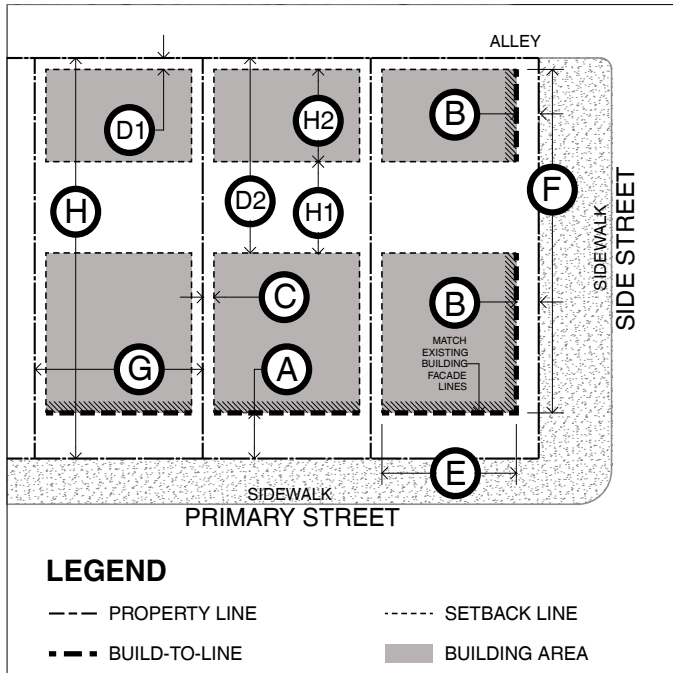 ALLEY
D1
H2
B
H
D2
H1
F
SIDEWALK
SIDE STREET
C
B
G
A
MATCH
EXISTING
BUILDING
FACADE
LINES
E
SIDEWALK
PRIMARY STREET
LEGEND
PROPERTY LINE
SETBACK LINE
BUILD-TO-LINE
BUILDING AREA